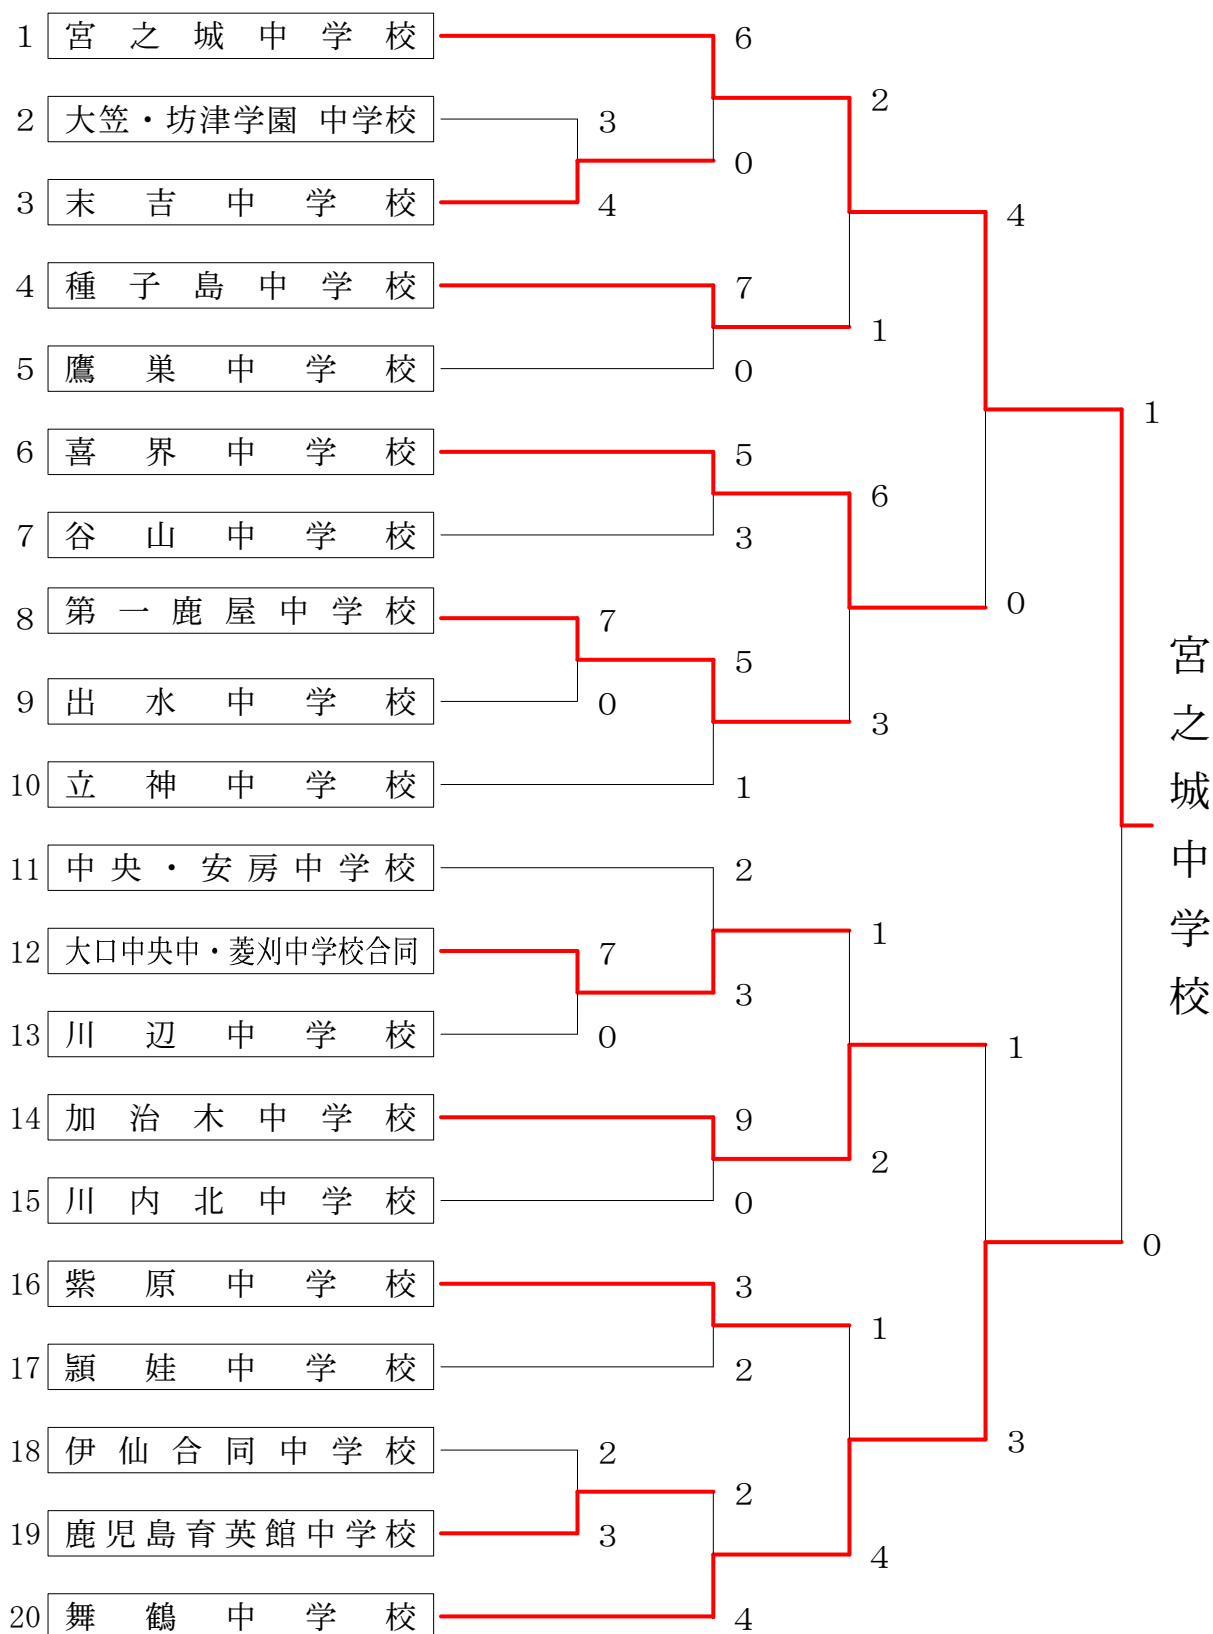 1 宮之城中学校
2 大笠・坊津学園 中学校
3 末吉中学校
4 種子島中学校
5 鷹巣中学校
6 喜界中学校
7 谷山中学校
8 第一鹿屋中学校
9 出水中学校
10 立神中学校
11 中央・安房中学校
12 大口中央中・菱刈中学校合同
13 川辺中学校
14 加治木中学校
15 川内北中学校
16 紫原中学校
17 頴娃中学校
18 伊仙合同中学校
19 鹿児島育英館中学校
20 舞鶴中学校
3
4
7
0
7
0
2
3
6
0
7
0
5
3
5
1
2
3
9
0
3
2
2
4
2
1
6
3
1
2
1
4
4
0
1
3
1
0
宮之城中学校